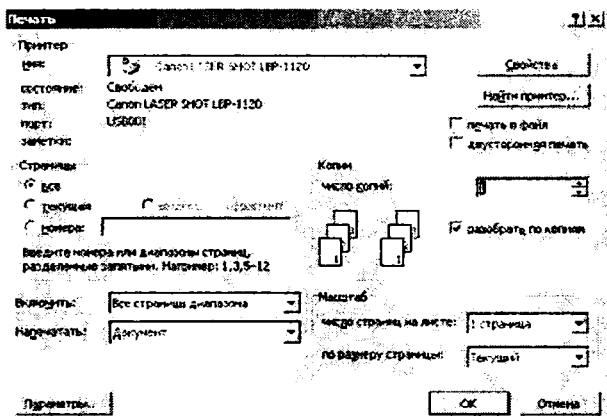 Печать
Принтер
имя: Canon LASER SHOT LBP-1120
Свойства
состояние: Свободен
тип: Canon LASER SHOT LBP-1120
Найти принтер...
порт: USB001
заметки:
печать в файл
двусторонняя печать
Страницы
все
текущая
номера:
Введите номера или диапазоны страниц,
разделенные запятыми. Например: 1,3,5–12
Копии
число копий: 1
разобрать по копиям
Включить: Все страницы диапазона
Напечатать: Документ
Масштаб
число страниц на листе: 1 страница
по размеру страницы: Текущий
Параметры...
OK
Отмена